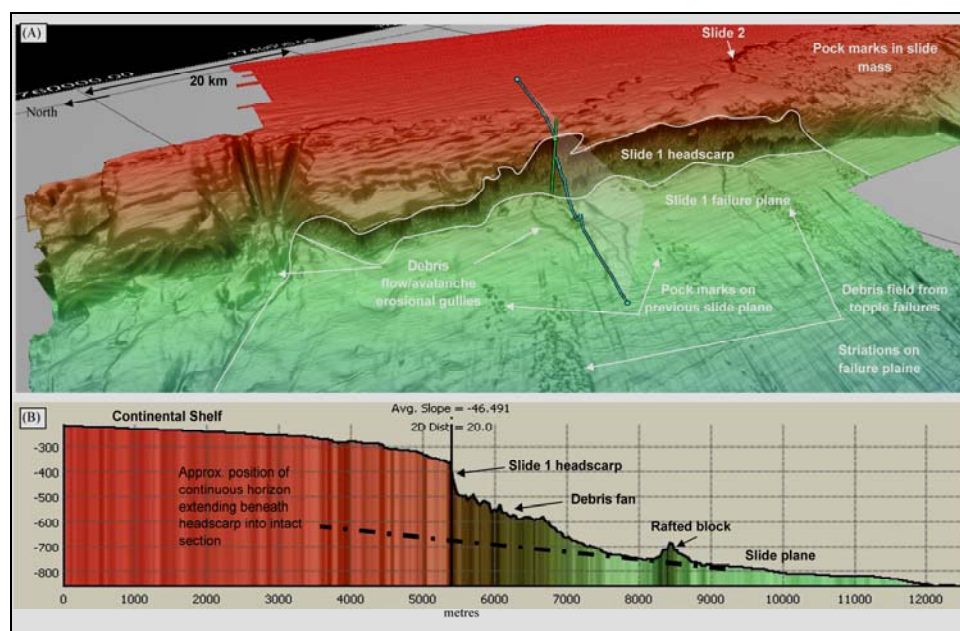 (A)
Slide 2
Pock marks in slide
mass
760000.00
20 km
North
Slide 1 headscarp
Slide 1 failure plane
Debris
flow/avalanche
erosional gullies
Pock marks on
previous slide plane
Debris field from
topple failures
Striations on
failure plaine
(B)
Continental Shelf
Avg. Slope = -46.491
2D Dist = 20.0
-300
-400
-500
-600
-700
-800
Slide 1 headscarp
Approx. position of
continuous horizon
extending beneath
headscarp into intact
section
Debris fan
Rafted block
Slide plane
0 1000 2000 3000 4000 5000 6000 7000 8000 9000 10000 11000 12000
metres